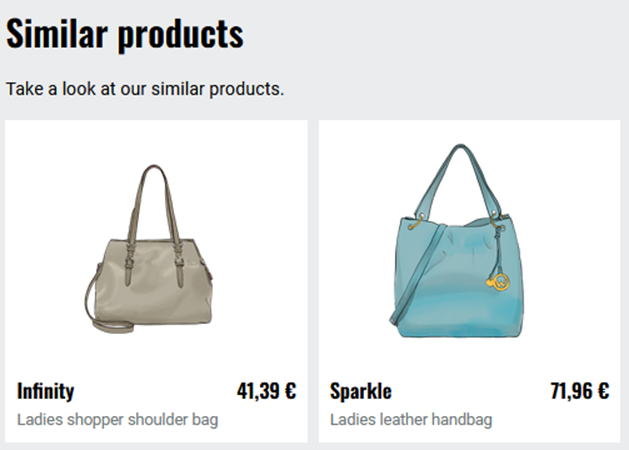 Similar products
Take a look at our similar products.
Infinity 41,39 €
Ladies shopper shoulder bag
Sparkle 71,96 €
Ladies leather handbag